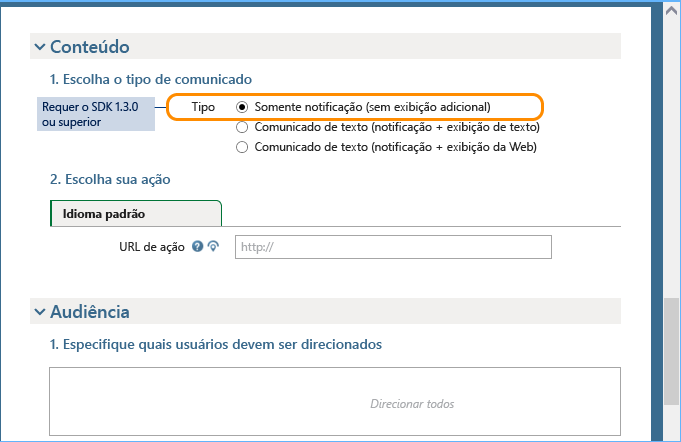 Conteúdo
1. Escolha o tipo de comunicado
Requer o SDK 1.3.0
ou superior
Tipo
Somente notificação (sem exibição adicional)
Comunicado de texto (notificação + exibição de texto)
Comunicado de texto (notificação + exibição da Web)
2. Escolha sua ação
Idioma padrão
URL de ação ?
http://
Audiência
1. Especifique quais usuários devem ser direcionados
Direcionar todos